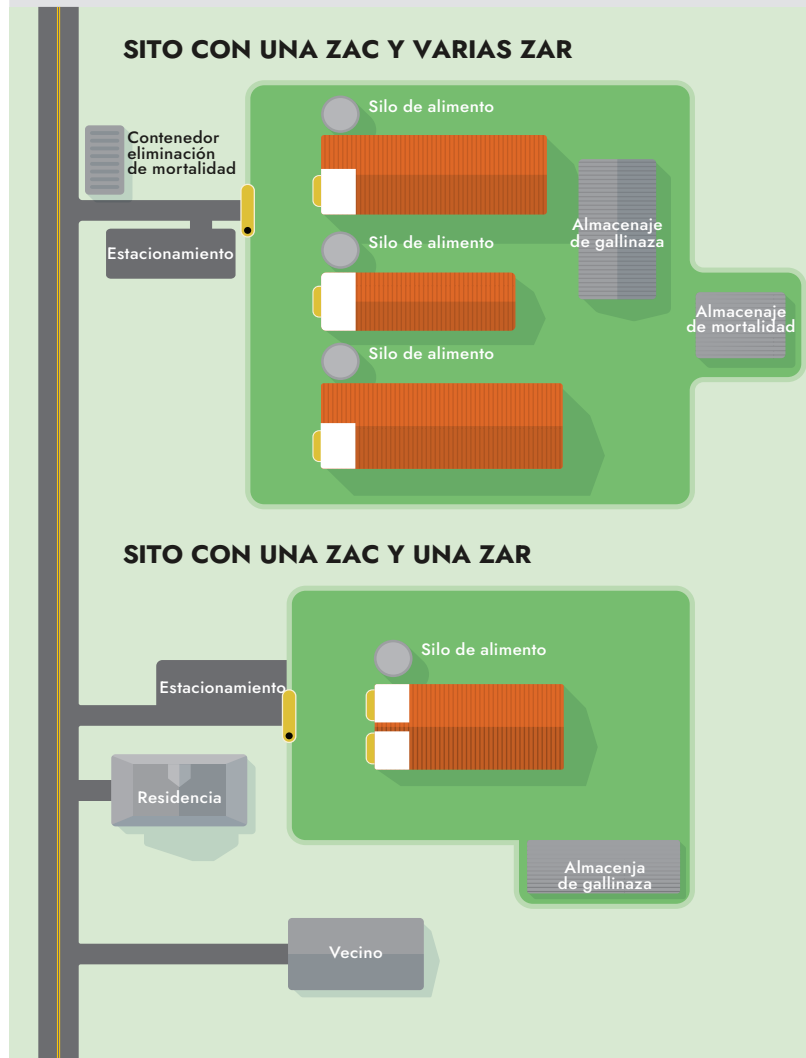 SITO CON UNA ZAC Y VARIAS ZAR
Silo de alimento
Contenedor
eliminación
de mortalidad
Estacionamiento
Silo de alimento
Almacenaje
de gallinaza
Almacenaje
de mortalidad
Silo de alimento
SITO CON UNA ZAC Y UNA ZAR
Silo de alimento
Estacionamiento
Residencia
Almacenja
de gallinaza
Vecino